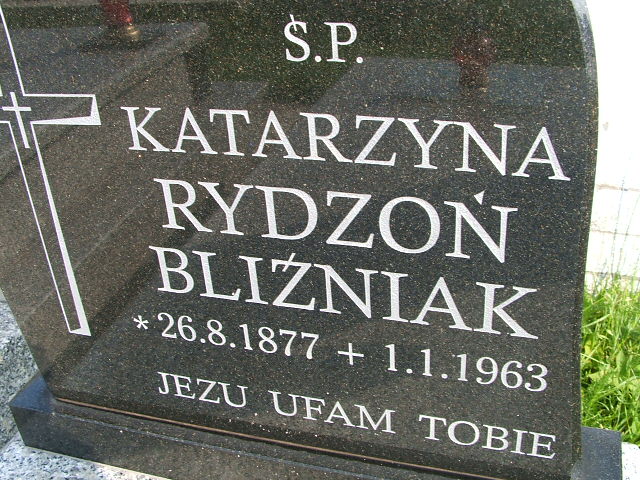 Ś.P.
KATARZYNA
RYDZOŃ
BLIŹNIAK
* 26.8.1877 + 1.1.1963
JEZU UFAM TOBIE